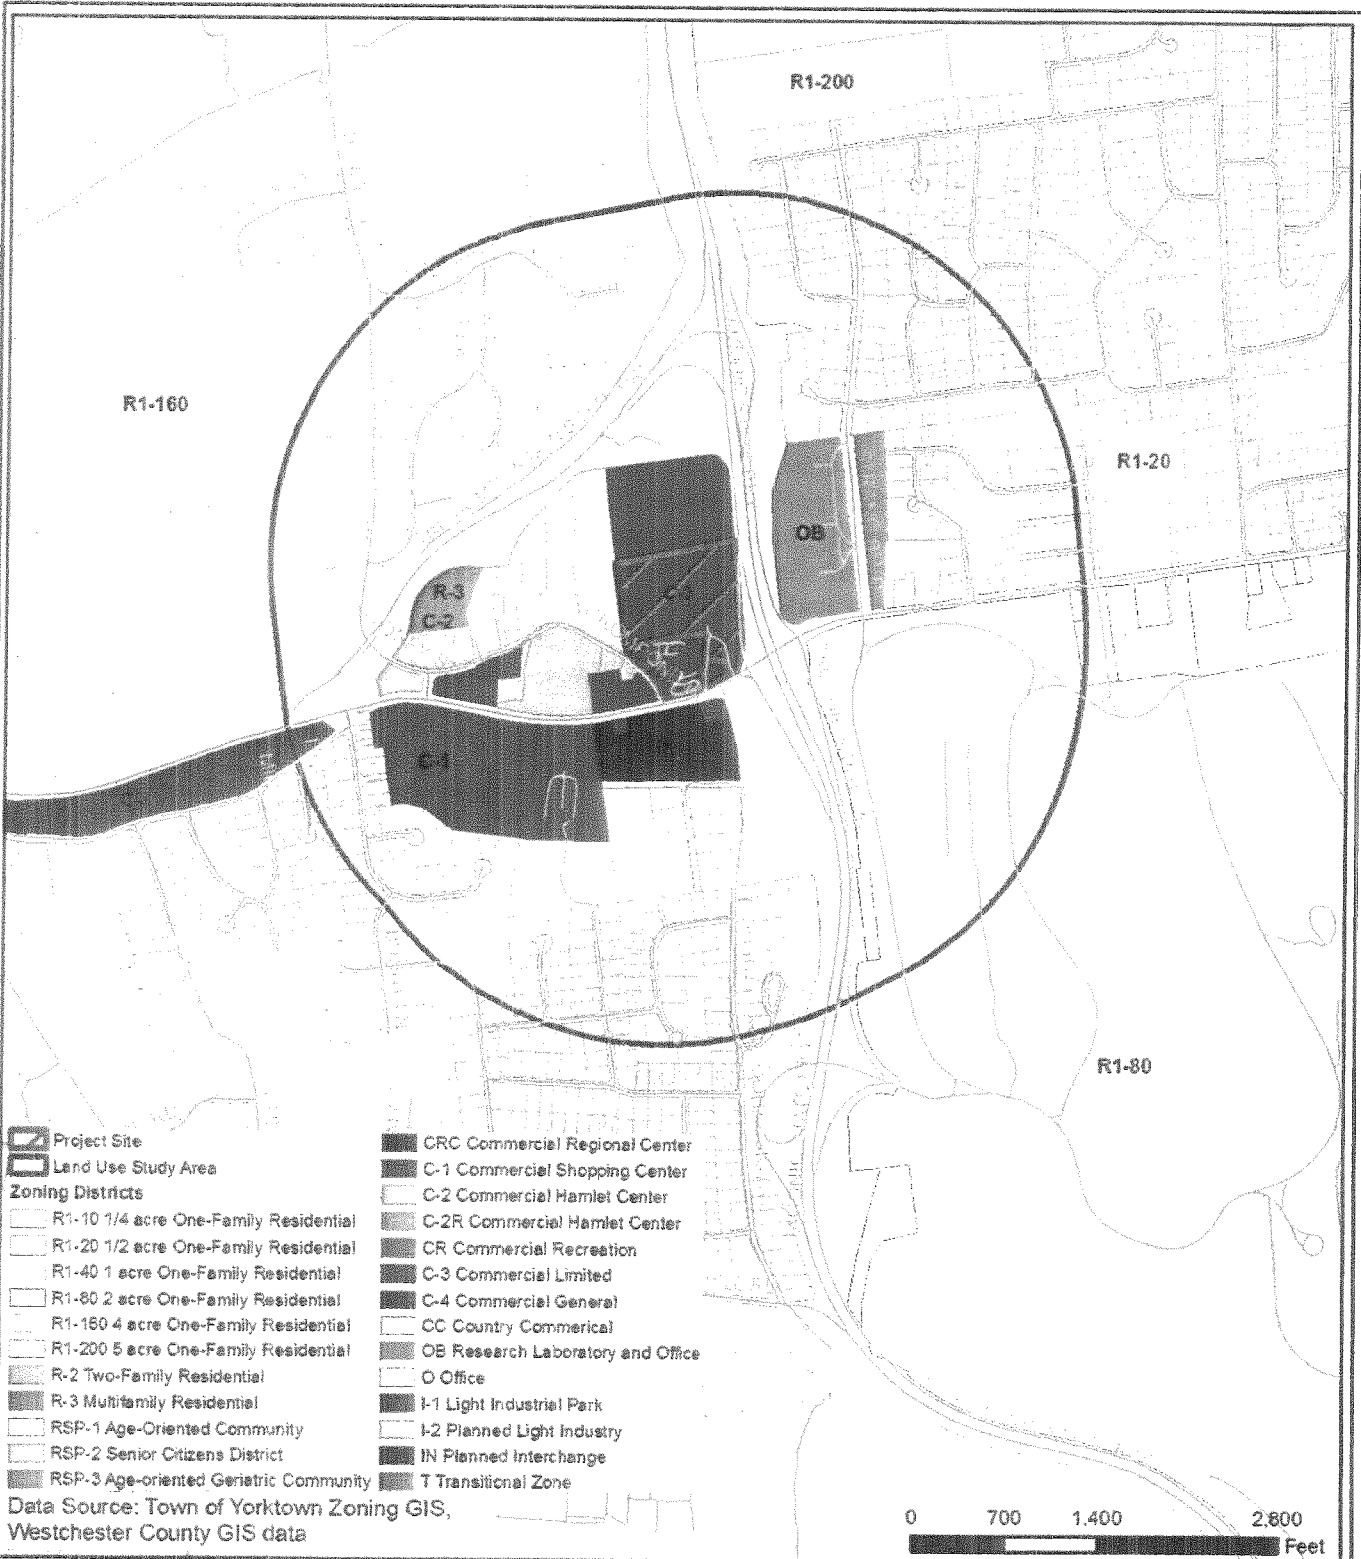 R1-200
R1-160
R1-20
OB
R-3
C-2
C-3
C-1
R1-80
Project Site
Land Use Study Area
Zoning Districts
R1-10 1/4 acre One-Family Residential
R1-20 1/2 acre One-Family Residential
R1-40 1 acre One-Family Residential
R1-80 2 acre One-Family Residential
R1-160 4 acre One-Family Residential
R1-200 5 acre One-Family Residential
R-2 Two-Family Residential
R-3 Multifamily Residential
RSP-1 Age-Oriented Community
RSP-2 Senior Citizens District
RSP-3 Age-oriented Geriatric Community
CRC Commercial Regional Center
C-1 Commercial Shopping Center
C-2 Commercial Hamlet Center
C-2R Commercial Hamlet Center
CR Commercial Recreation
C-3 Commercial Limited
C-4 Commercial General
CC Country Commerical
OB Research Laboratory and Office
O Office
I-1 Light Industrial Park
I-2 Planned Light Industry
IN Planned Interchange
T Transitional Zone
Data Source: Town of Yorktown Zoning GIS,
Westchester County GIS data
0 700 1,400 2,800
Feet